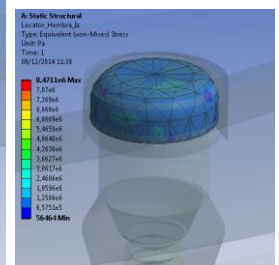 A: Static Structural
Locator_Hembra_Iz
Type: Equivalent (von-Mises) Stress
Unit: Pa
Time: 1
09/12/2014 11:39
8,4711e6 Max
7,87e6
7,269e6
6,668e6
6,0669e6
5,4659e6
4,8648e6
4,2638e6
3,6627e6
3,0617e6
2,4606e6
1,8596e6
1,2586e6
6,5751e5
56464 Min